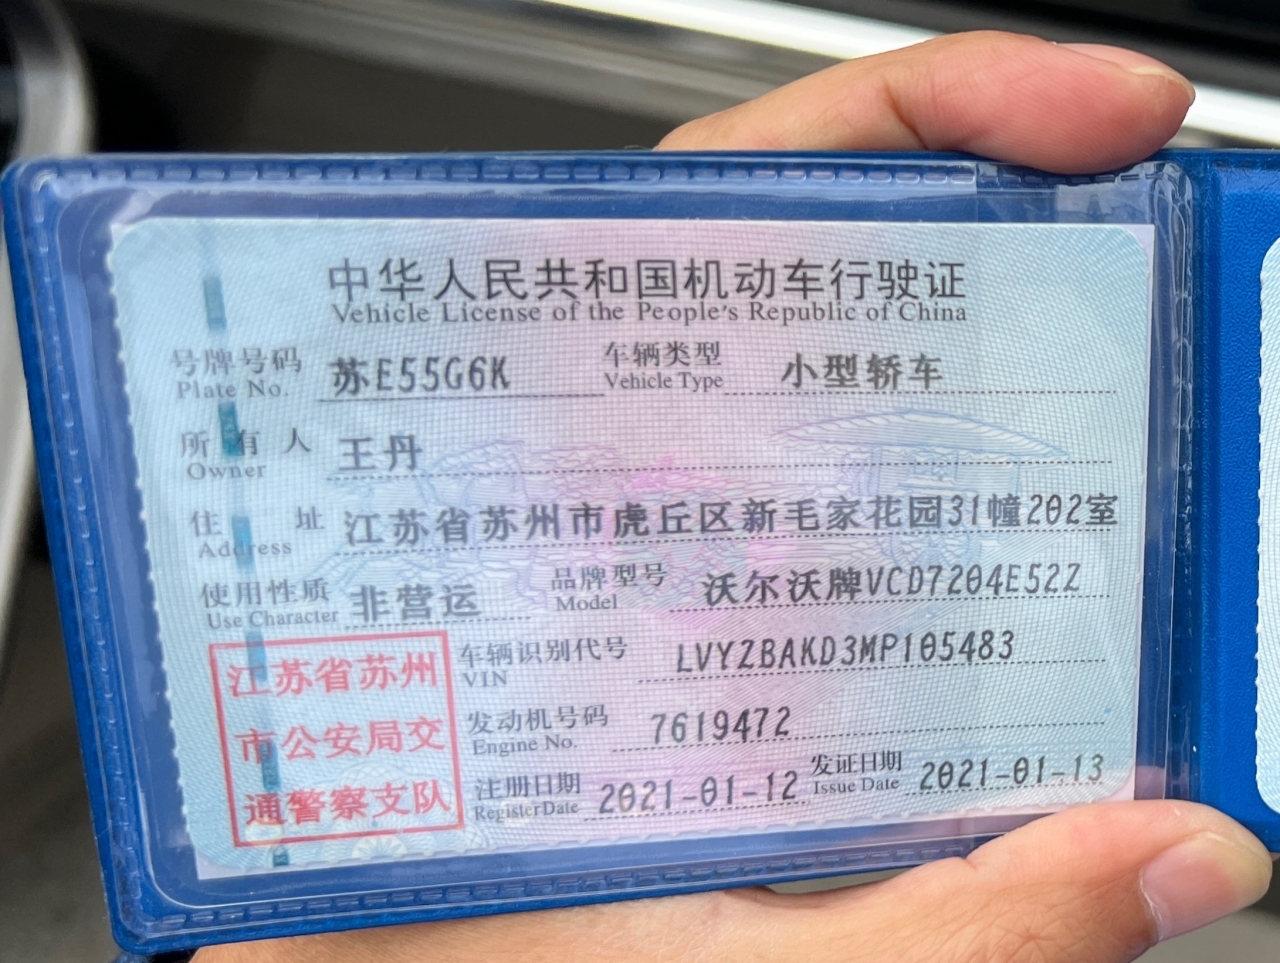 中华人民共和国机动车行驶证
Vehicle License of the People's Republic of China
号牌号码 苏E55G6K 车辆类型 小型轿车
Plate No. Vehicle Type
所有人 王丹
Owner
住址 江苏省苏州市虎丘区新毛家花园31幢202室
Address
使用性质 非营运 品牌型号 沃尔沃牌VCD7204E52Z
Use Character Model
江苏省苏州
市公安局交
通警察支队
车辆识别代号 LVYZBAKD3MP105483
VIN
发动机号码 7619472
Engine No.
注册日期 2021-01-12 发证日期 2021-01-13
Register Date Issue Date